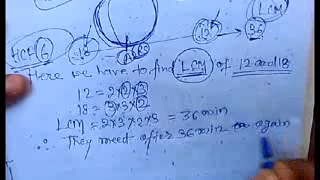 LCM
HCF 6 18 12 36
Here we have to find LCM of 12 and 18
12 = 2×2×3
18 = 3×3×2
LCM = 2×3×2×3 = 36 min
∴ They meet after 36 min again